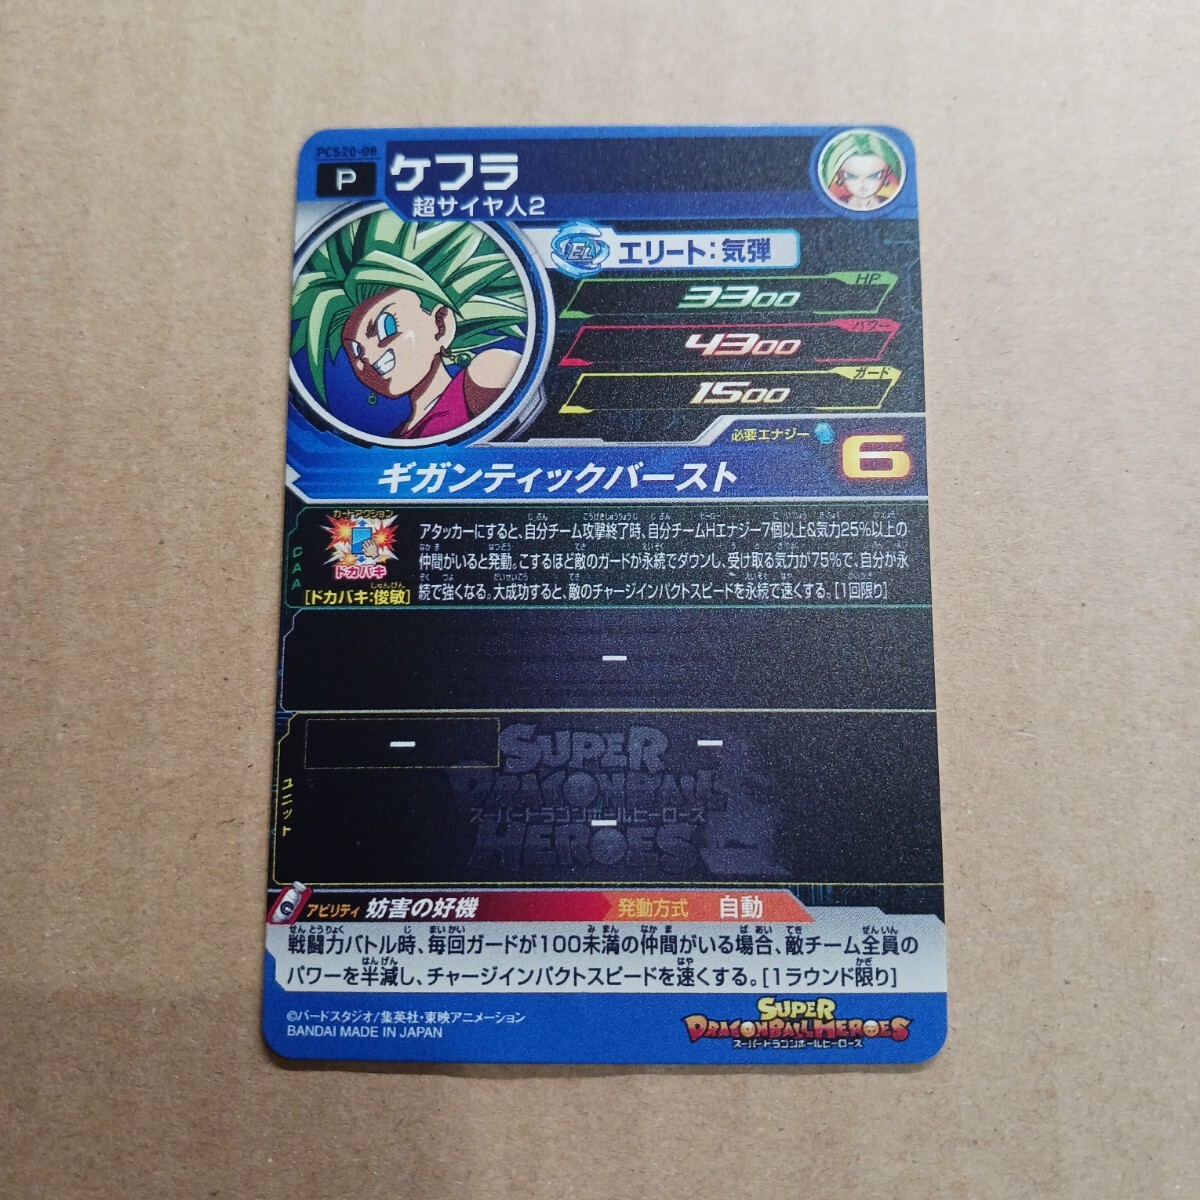 PCS20-08
P
ケフラ
超サイヤ人2
EL エリート:気弾
HP
3300
パワー
4300
ガード
1500
必要エナジー 6
ギガンティックバースト
CAA
カードアクション
ドカバキ
[ドカバキ:俊敏]
アタッカーにすると、自分チーム攻撃終了時、自分チームHエナジー7個以上&気力25%以上の
仲間がいると発動。こするほど敵のガードが永続でダウンし、受け取る気力が75%で、自分が永
続で強くなる。大成功すると、敵のチャージインパクトスピードを永続で速くする。[1回限り]
ー
ユニット
ー
ー
ー
SUPER
DRAGONBALL
スーパードラゴンボールヒーローズ
HEROES
アビリティ 妨害の好機 発動方式 自動
戦闘力バトル時、毎回ガードが100未満の仲間がいる場合、敵チーム全員の
パワーを半減し、チャージインパクトスピードを速くする。[1ラウンド限り]
©バードスタジオ/集英社・東映アニメーション
BANDAI MADE IN JAPAN
SUPER
DRAGONBALL HEROES
スーパードラゴンボールヒーローズ